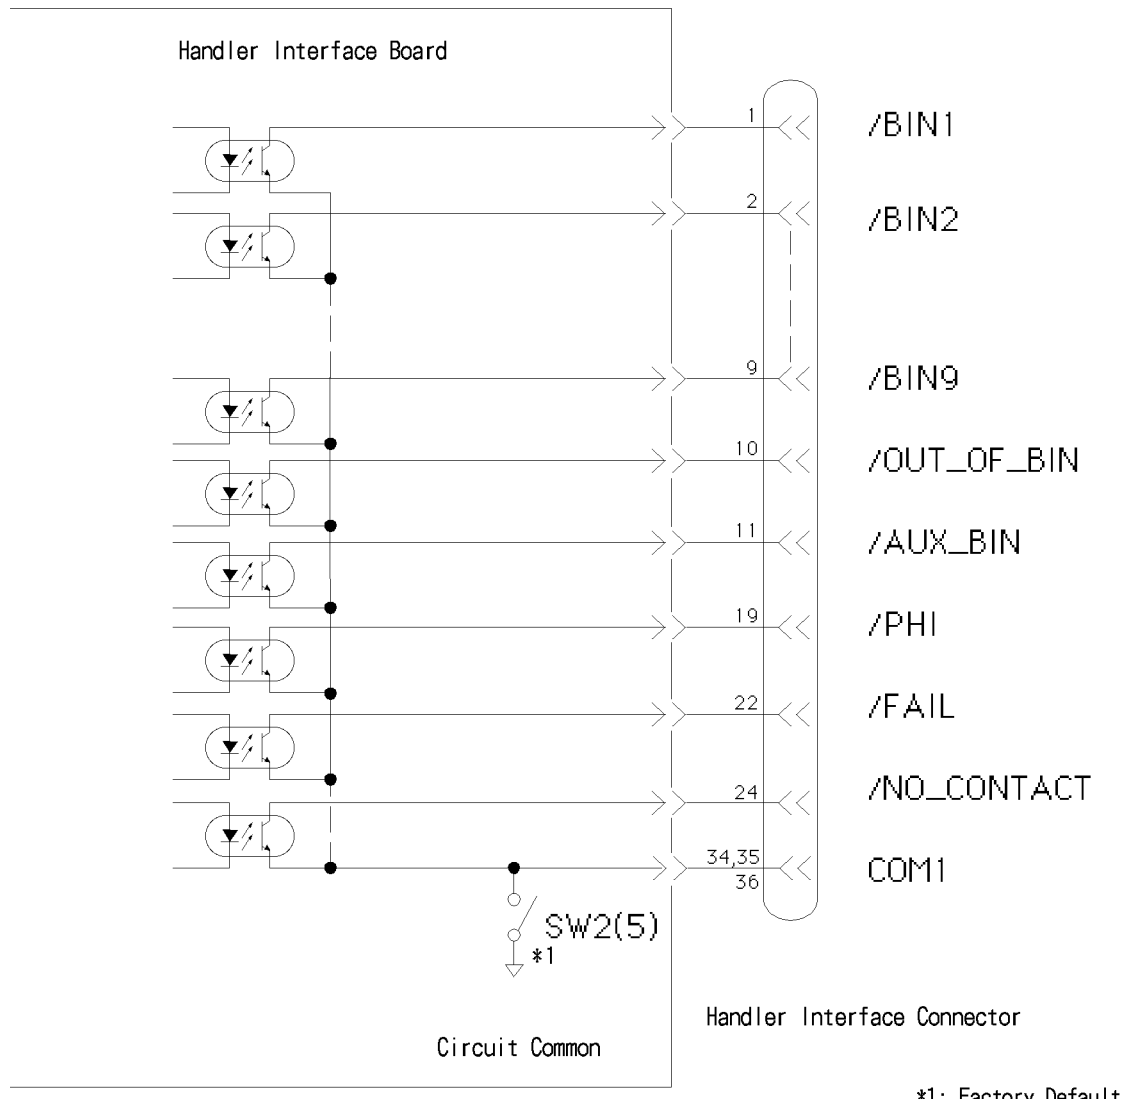 Handler Interface Board
1
/BIN1
2
/BIN2
9
/BIN9
10
/OUT_OF_BIN
11
/AUX_BIN
19
/PHI
22
/FAIL
24
/NO_CONTACT
34,35
36
COM1
SW2(5)
*1
Handler Interface Connector
Circuit Common
*1: Factory Default